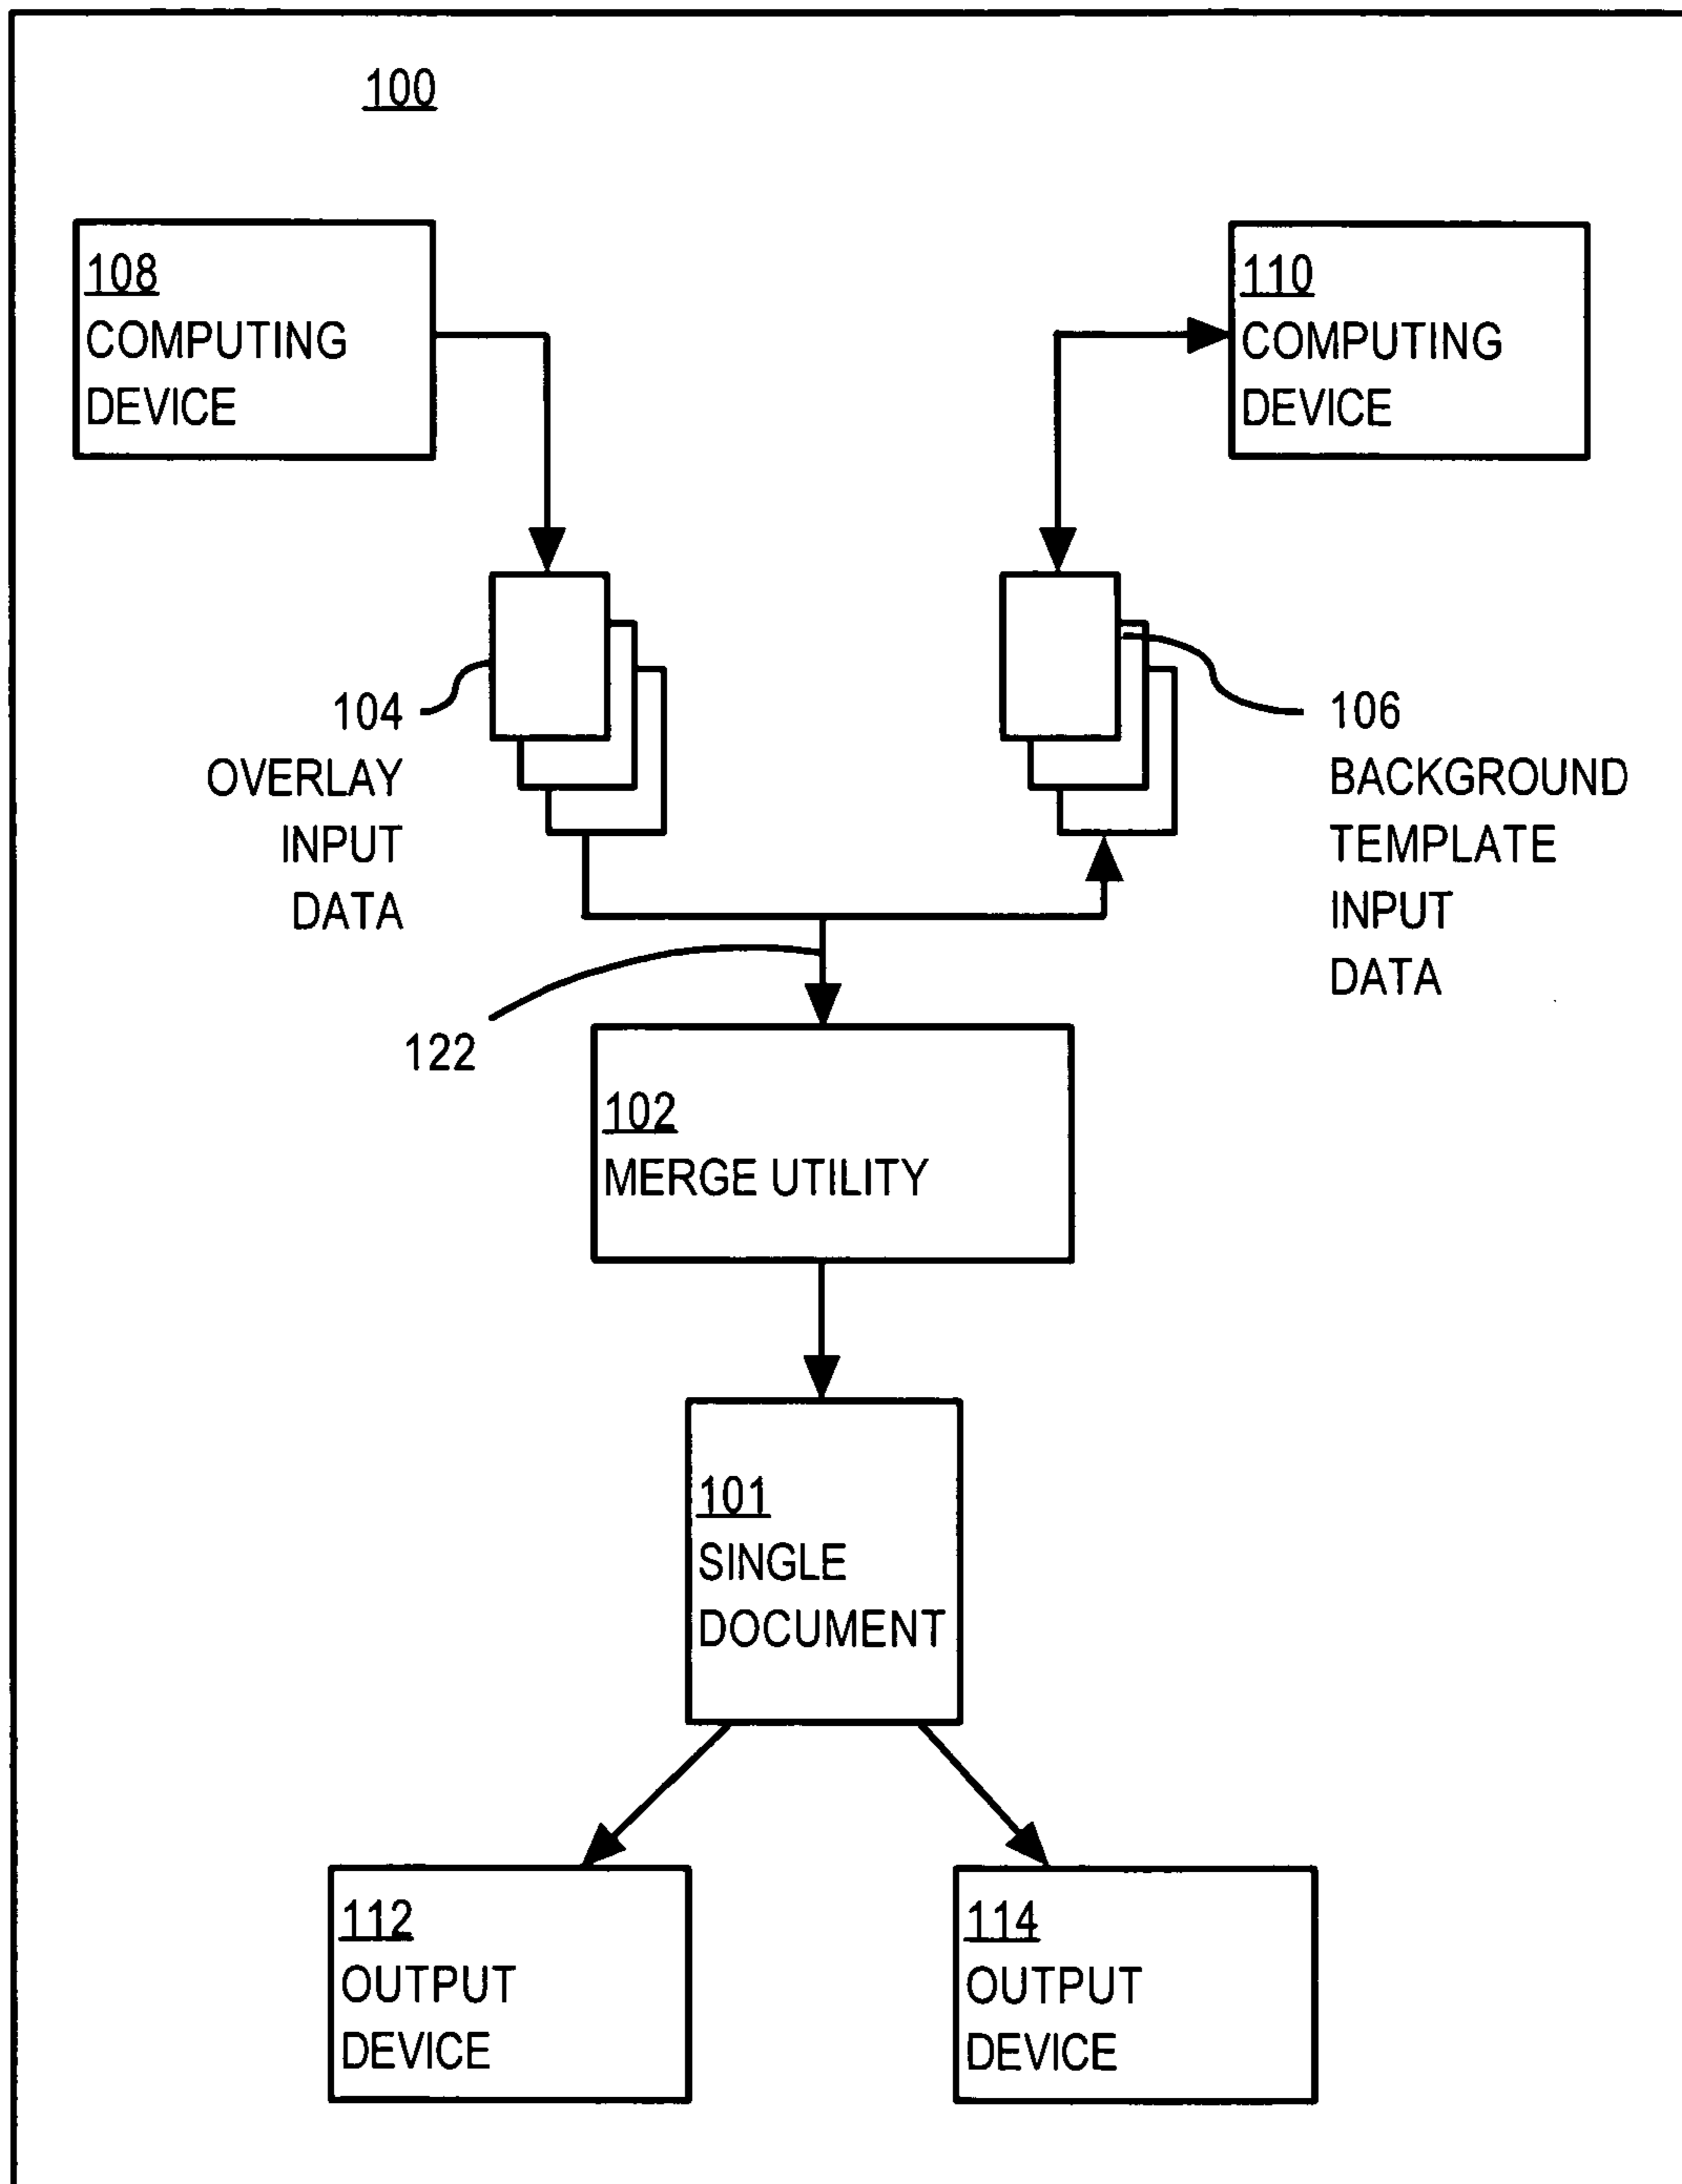 100
108
COMPUTING
DEVICE
110
COMPUTING
DEVICE
104
OVERLAY
INPUT
DATA
106
BACKGROUND
TEMPLATE
INPUT
DATA
122
102
MERGE UTILITY
101
SINGLE
DOCUMENT
112
OUTPUT
DEVICE
114
OUTPUT
DEVICE